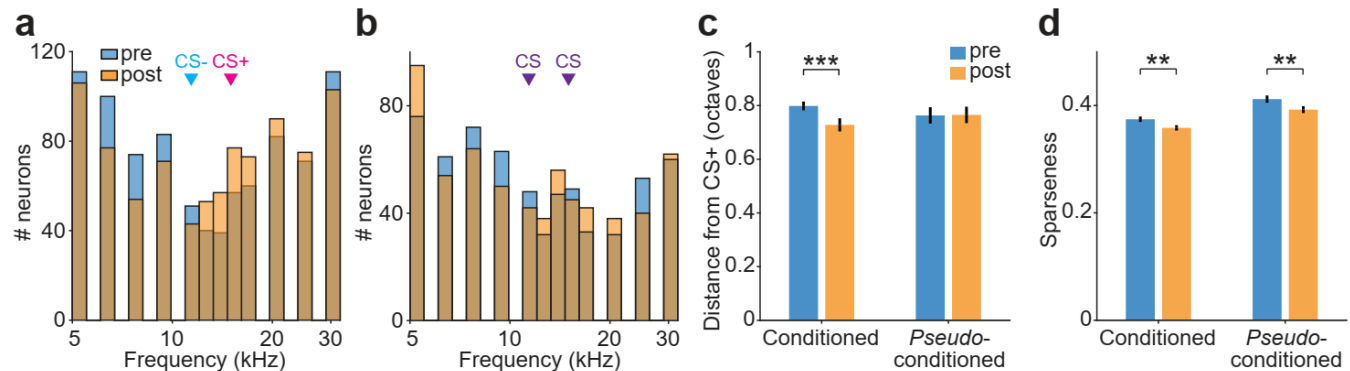 a
pre
post
CS- CS+
120
80
40
0
# neurons
5 10 20 30
Frequency (kHz)
b
CS CS
80
40
0
# neurons
5 10 20 30
Frequency (kHz)
c
pre
post
***
1
0.8
0.6
0.4
0.2
0
Distance from CS+ (octaves)
Conditioned
Pseudo-
conditioned
d
pre
post
** **
0.4
0.2
0
Sparseness
Conditioned
Pseudo-
conditioned